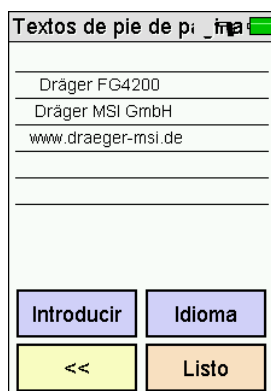 Textos de pie de
Dräger FG4200
Dräger MSI GmbH
www.draeger-msi.de
Introducir
Idioma
<<
Listo